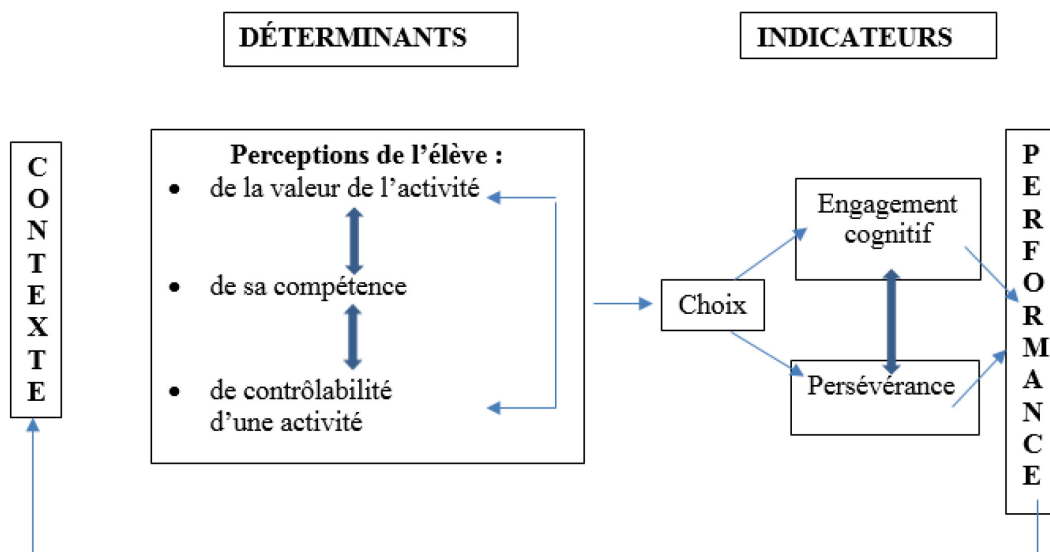 DÉTERMINANTS
INDICATEURS
CONTEXTE
Perceptions de l’élève :
• de la valeur de l’activité
• de sa compétence
• de contrôlabilité
d’une activité
Choix
Engagement
cognitif
Persévérance
PERFORMANCE